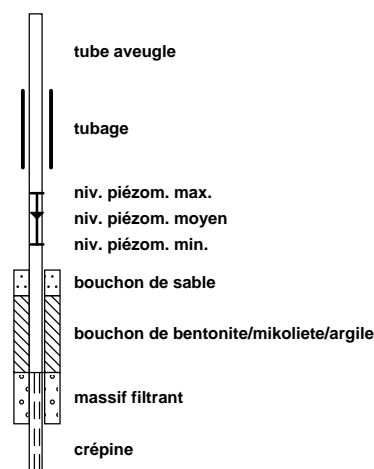 tube aveugle
tubage
niv. piézom. max.
niv. piézom. moyen
niv. piézom. min.
bouchon de sable
bouchon de bentonite/mikoliete/argile
massif filtrant
crépine